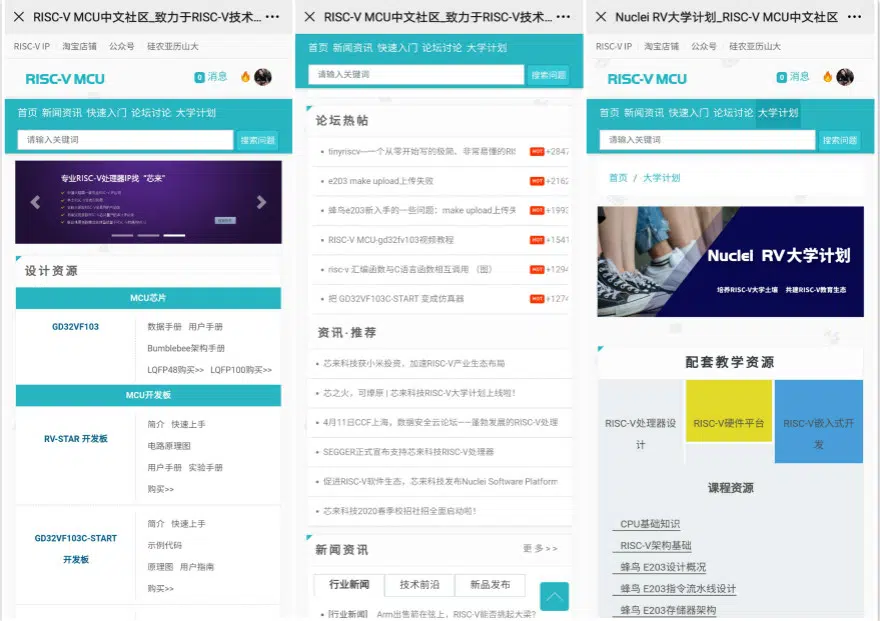 RISC-V MCU中文社区_致力于RISC-V技术...
RISC-V IP 淘宝店铺 公众号 硅农亚历山大
RISC-V MCU
0 消息
首页 新闻资讯 快速入门 论坛讨论 大学计划
请输入关键词
搜索问题
专业RISC-V处理器IP找“芯来”
设计资源
MCU芯片
GD32VF103
数据手册 用户手册
Bumblebee架构手册
LQFP48购买>> LQFP100购买>>
MCU开发板
RV-STAR 开发板
简介 快速上手
电路原理图
用户手册 实验手册
购买>>
GD32VF103C-START
开发板
简介 快速上手
示例代码
原理图 用户指南
购买>>
RISC-V MCU中文社区_致力于RISC-V技术...
首页 新闻资讯 快速入门 论坛讨论 大学计划
请输入关键词
搜索问题
论坛热帖
tinyriscv—一个从零开始写的极简、非常易懂的RIS HOT +2847
e203 make upload上传失败 HOT +2162
蜂鸟e203新入手的一些问题：make upload上传失 HOT +1993
RISC-V MCU-gd32fv103视频教程 HOT +1541
risc-v 汇编函数与C语言函数相互调用 （图） HOT +1294
把 GD32VF103C-START 变成仿真器 HOT +1274
资讯·推荐
芯来科技获小米投资，加速RISC-V产业生态布局
芯之火，可燎原 | 芯来科技RISC-V大学计划上线啦！
4月11日CCF上海，数据安全云论坛——蓬勃发展的RISC-V处理
SEGGER正式宣布支持芯来科技RISC-V处理器
促进RISC-V软件生态，芯来科技发布Nuclei Software Platform
芯来科技2020春季校招社招全面启动啦！
新闻资讯
更多>>
行业新闻 技术前沿 新品发布
[行业新闻] Arm出售箭在弦上，RISC-V能否挑起大梁?
Nuclei RV大学计划_RISC-V MCU中文社区
RISC-V IP 淘宝店铺 公众号 硅农亚历山大
RISC-V MCU
0 消息
首页 新闻资讯 快速入门 论坛讨论 大学计划
请输入关键词
搜索问题
首页 / 大学计划
Nuclei RV大学计划
培养RISC-V大学土壤 共建RISC-V教育生态
配套教学资源
RISC-V处理器设
计
RISC-V硬件平台
RISC-V嵌入式开
发
课程资源
CPU基础知识
RISC-V架构基础
蜂鸟 E203设计概况
蜂鸟 E203指令流水线设计
蜂鸟 E203存储器架构